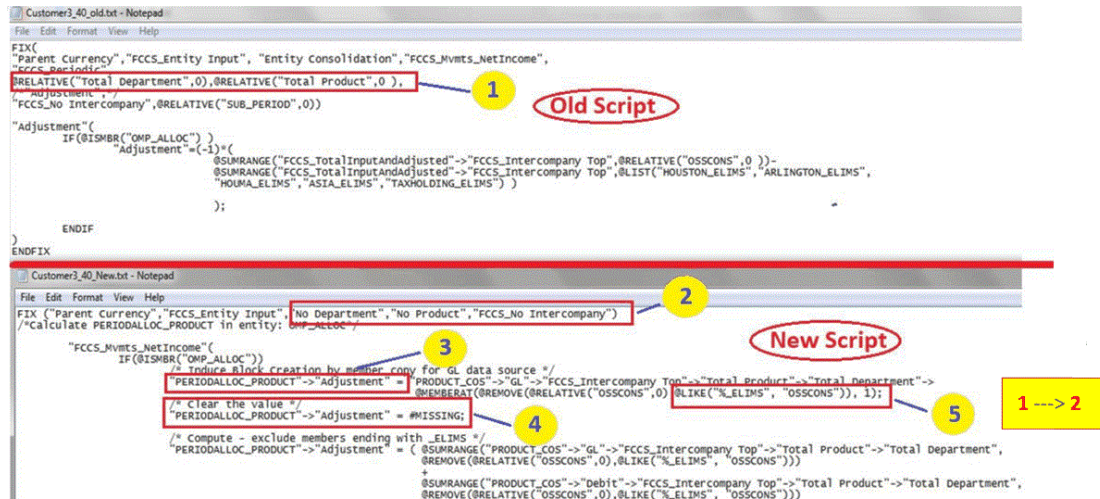 Customer3_40_old.txt - Notepad
File Edit Format View Help
FIX(
"Parent Currency","FCCS_Entity Input", "Entity Consolidation","FCCS_Mvmts_NetIncome",
"FCCS_Periodic"
@RELATIVE("Total Department",0),@RELATIVE("Total Product",0 ),
1
/*"Adjustment",*/
"FCCS_No Intercompany",@RELATIVE("SUB_PERIOD",0))
Old Script
"Adjustment"(
IF(@ISMBR("OMP_ALLOC") )
"Adjustment"=(-1)*(
@SUMRANGE("FCCS_TotalInputAndAdjusted"->"FCCS_Intercompany Top",@RELATIVE("OSSCONS",0 ))-
@SUMRANGE("FCCS_TotalInputAndAdjusted"->"FCCS_Intercompany Top",@LIST("HOUSTON_ELIMS","ARLINGTON_ELIMS",
"HOUMA_ELIMS","ASIA_ELIMS","TAXHOLDING_ELIMS") )
);
ENDIF
)
ENDFIX
Customer3_40_New.txt - Notepad
File Edit Format View Help
2
FIX ("Parent Currency","FCCS_Entity Input","No Department","No Product","FCCS_No Intercompany")
/*Calculate PERIODALLOC_PRODUCT in entity: OMP_ALLOC*/
New Script
"FCCS_Mvmts_NetIncome"(
3
IF(@ISMBR("OMP_ALLOC"))
/* Induce Block Creation by member copy for GL data source */
"PERIODALLOC_PRODUCT"->"Adjustment" = "PRODUCT_COS"->"GL"->"FCCS_Intercompany Top"->"Total Product"->"Total Department"->
@MEMBERAT(@REMOVE(@RELATIVE("OSSCONS",0) @LIKE("%_ELIMS", "OSSCONS")), 1);
5
1 ---> 2
/* Clear the value */
"PERIODALLOC_PRODUCT"->"Adjustment" = #MISSING;
4
/* Compute - exclude members ending with _ELIMS */
"PERIODALLOC_PRODUCT"->"Adjustment" = ( @SUMRANGE("PRODUCT_COS"->"GL"->"FCCS_Intercompany Top"->"Total Product"->"Total Department",
@REMOVE(@RELATIVE("OSSCONS",0),@LIKE("%_ELIMS", "OSSCONS")))
+
@SUMRANGE("PRODUCT_COS"->"Debit"->"FCCS_Intercompany Top"->"Total Product"->"Total Department",
@REMOVE(@RELATIVE("OSSCONS",0),@LIKE("%_ELIMS", "OSSCONS")))